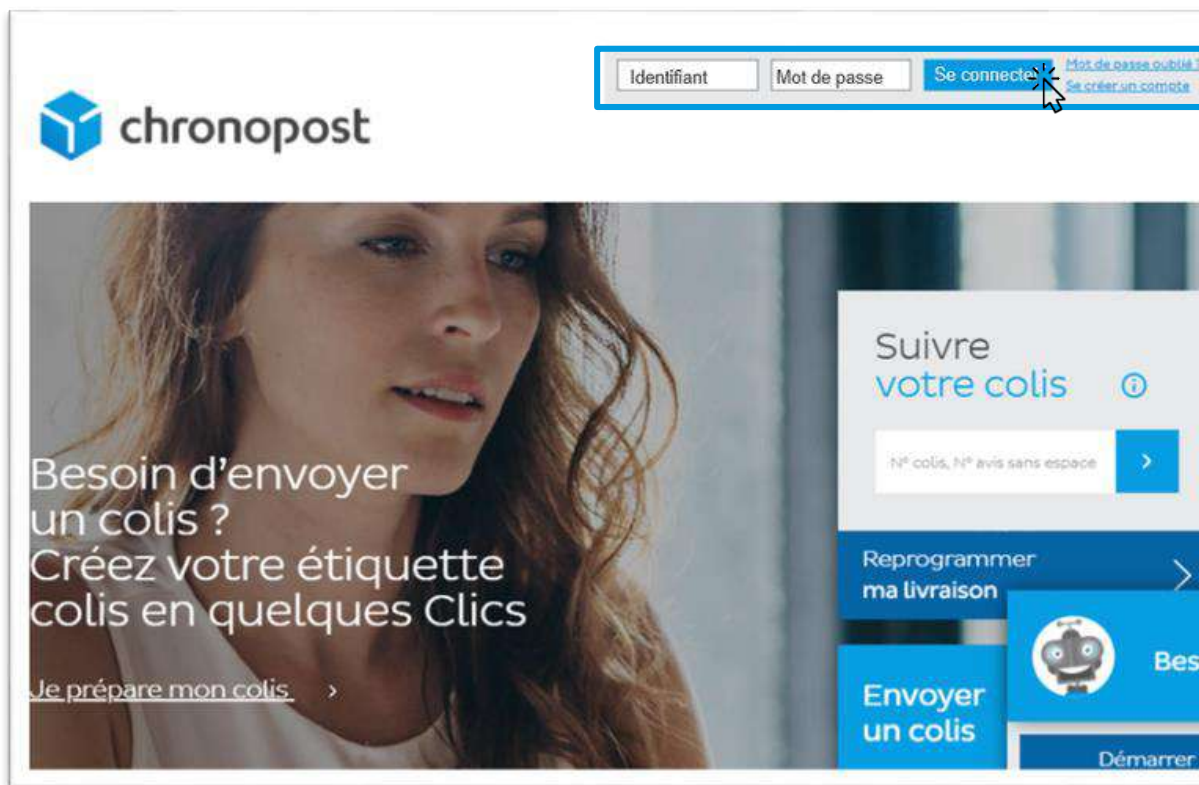 Identifiant
Mot de passe
Se connecte
Mot de passe oublié ?
Se créer un compte
chronopost
Suivre
votre colis
N° colis, N° avis sans espace
Besoin d'envoyer
un colis ?
Créez votre étiquette
colis en quelques Clics
Je prépare mon colis
Reprogrammer
ma livraison
Bes
Envoyer
un colis
Démarrer